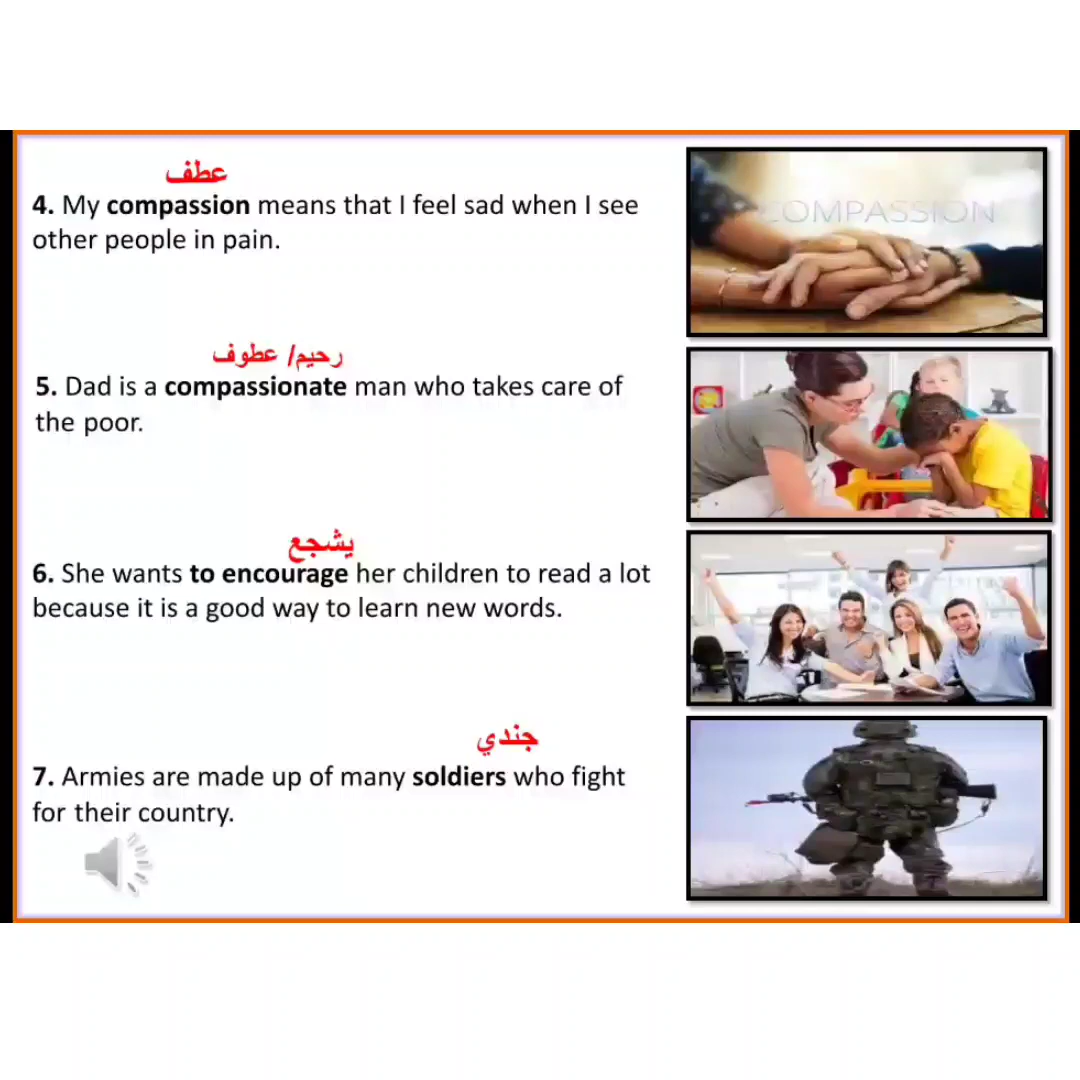 عطف
4. My compassion means that I feel sad when I see
other people in pain.
COMPASSION
رحيم/ عطوف
5. Dad is a compassionate man who takes care of
the poor.
يشجع
6. She wants to encourage her children to read a lot
because it is a good way to learn new words.
جندي
7. Armies are made up of many soldiers who fight
for their country.